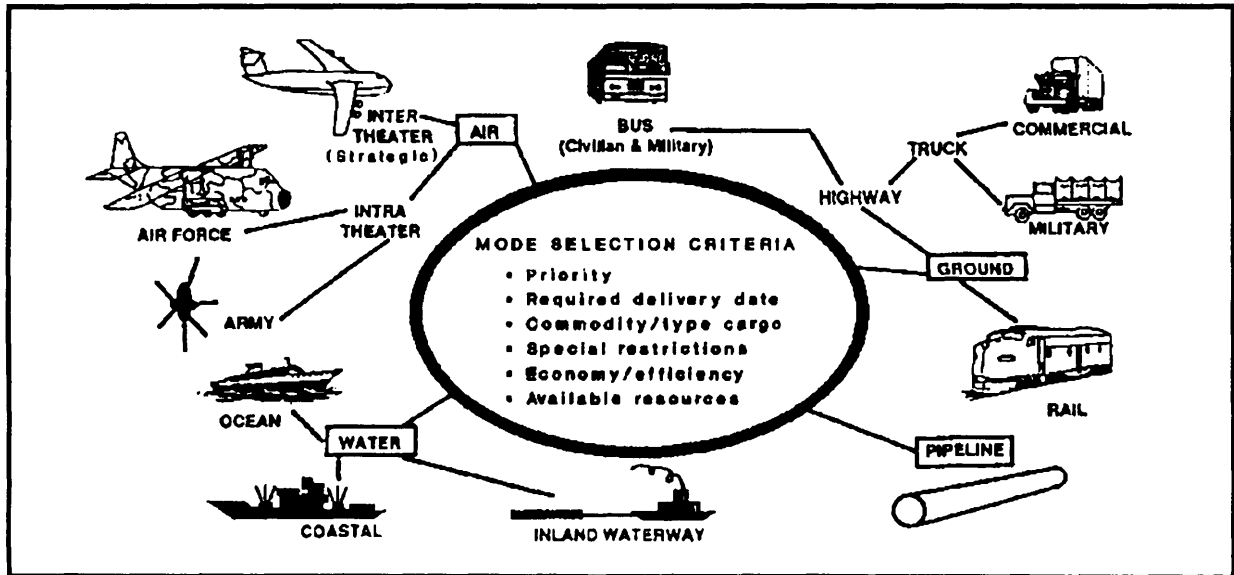 INTER
THEATER
(Strategic)
AIR
BUS
(Civilian & Military)
COMMERCIAL
TRUCK
HIGHWAY
MILITARY
AIR FORCE
INTRA
THEATER
ARMY
MODE SELECTION CRITERIA
• Priority
• Required delivery date
• Commodity/type cargo
• Special restrictions
• Economy/efficiency
• Available resources
GROUND
RAIL
OCEAN
WATER
COASTAL
INLAND WATERWAY
PIPELINE